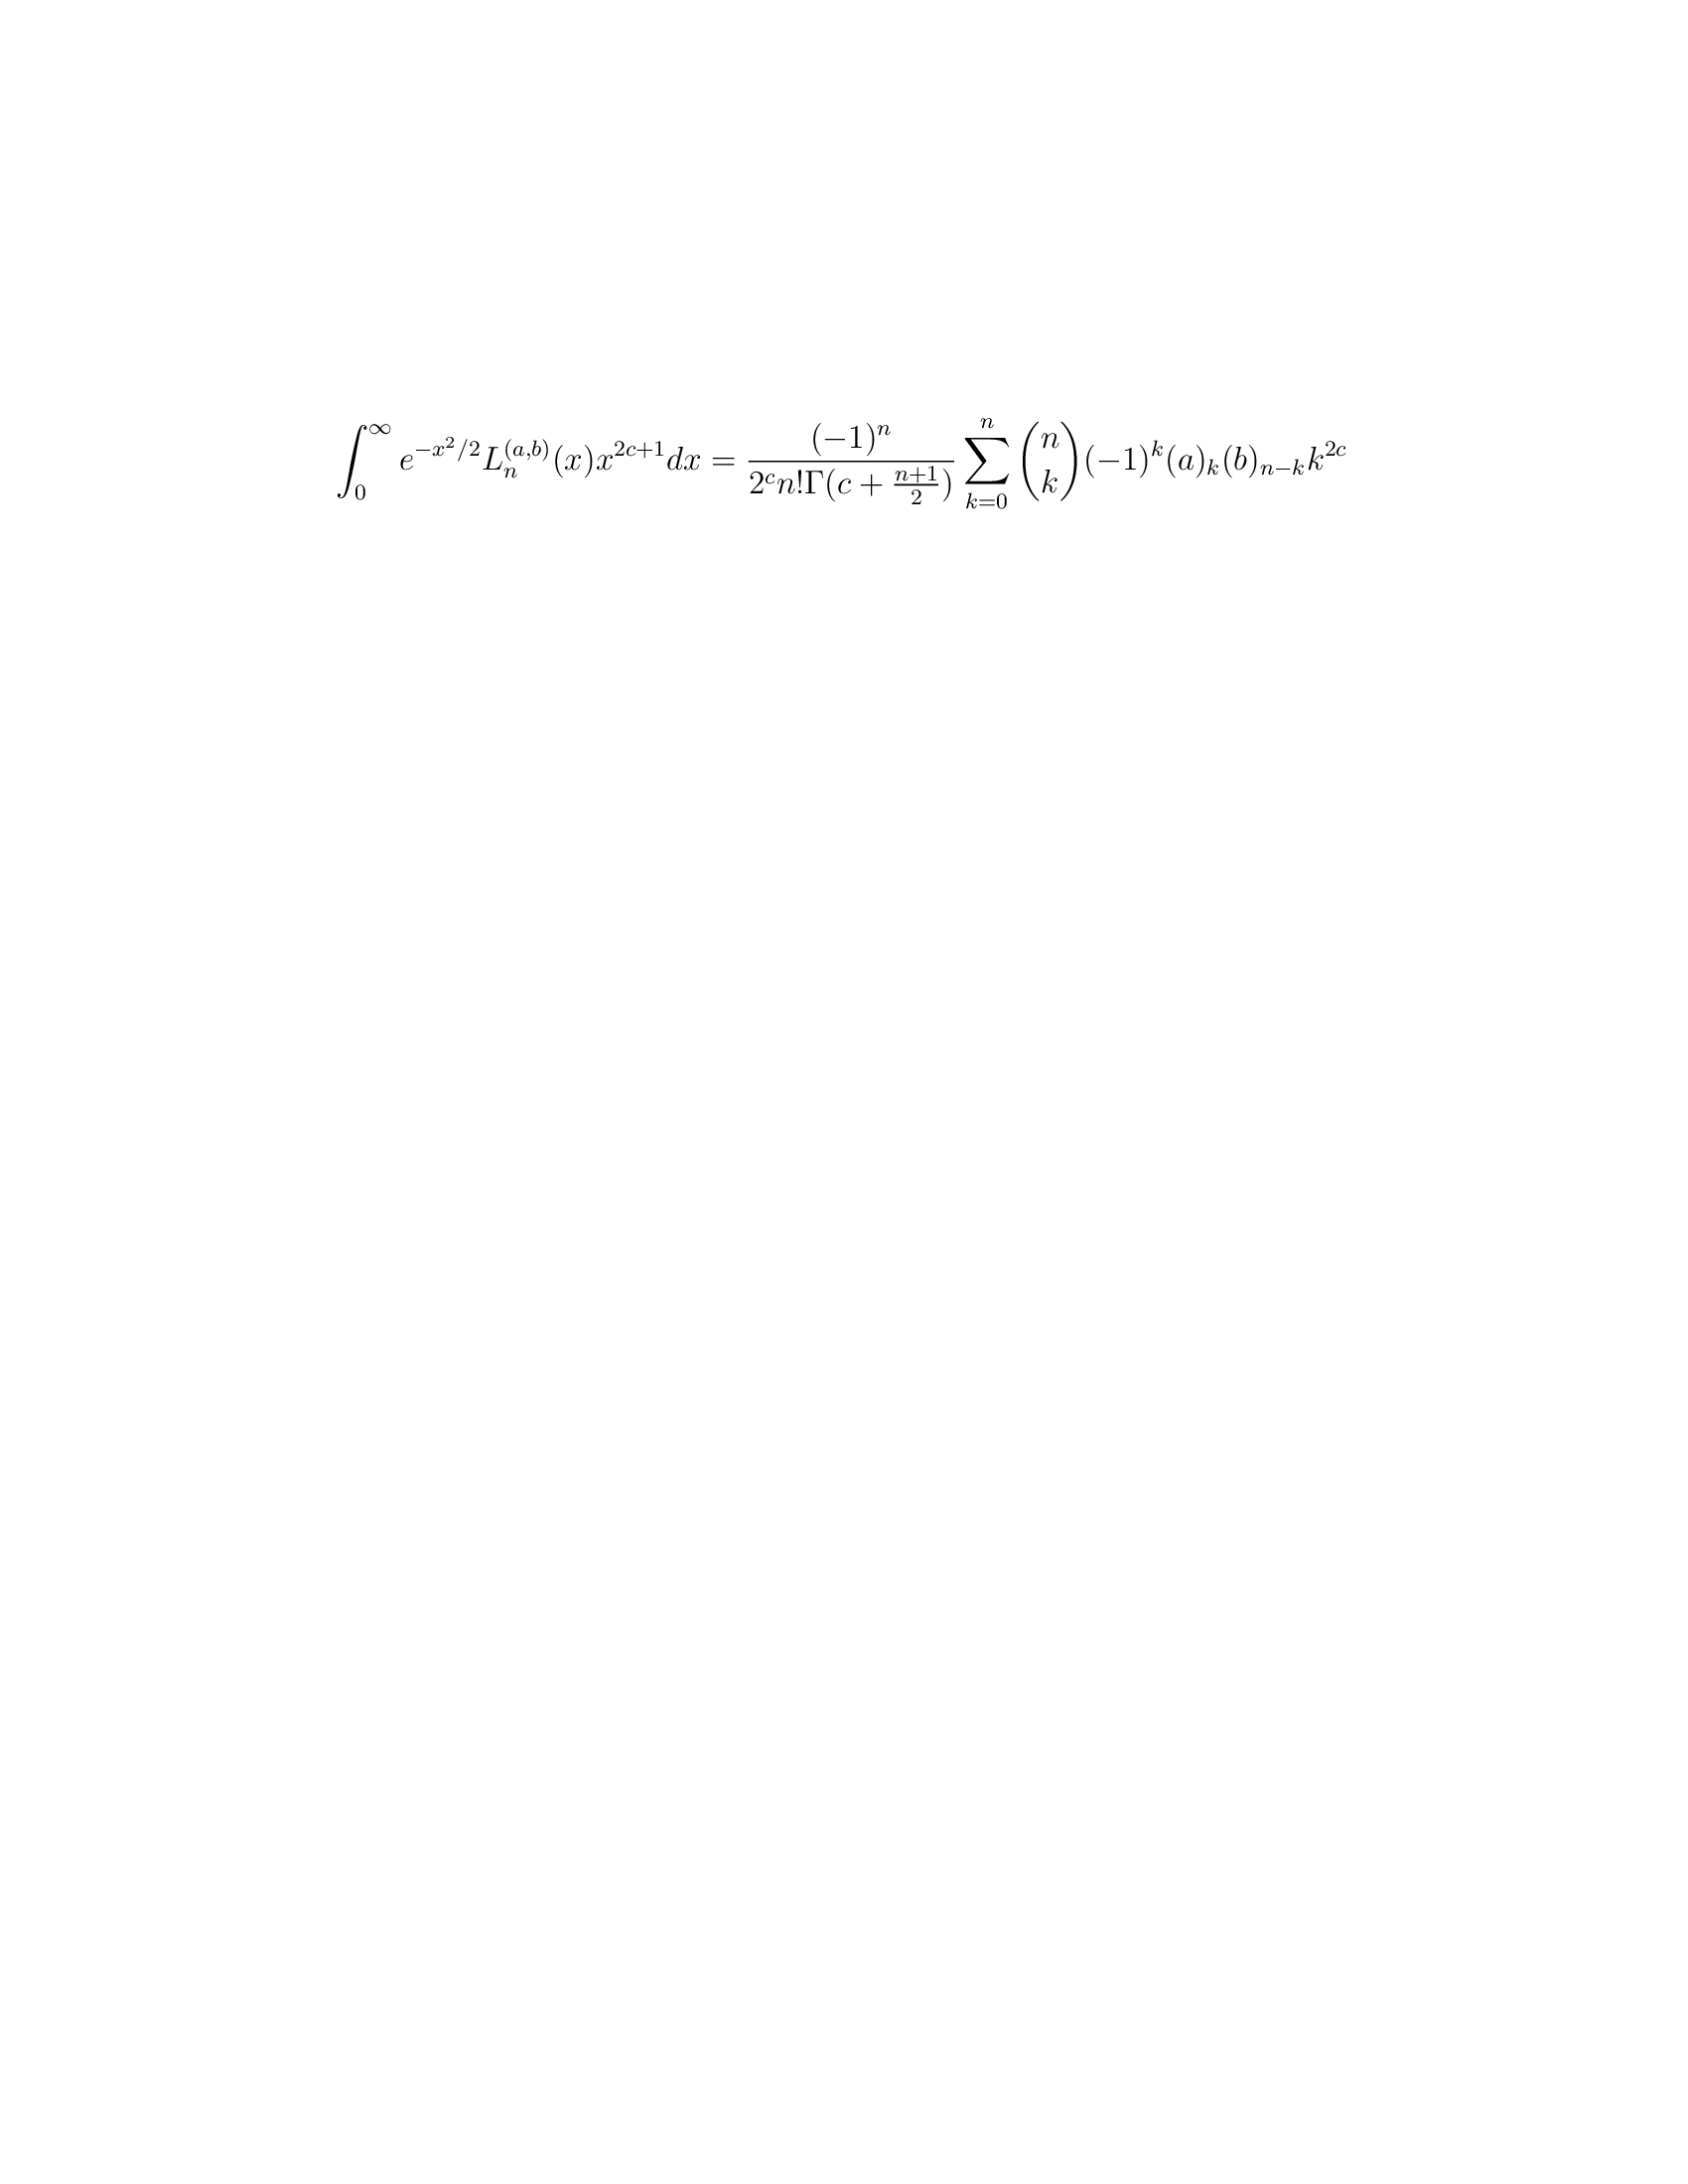 \int_0^\infty e^{-x^2/2} L_n^{(a,b)}(x) x^{2c+1} dx = \frac{(-1)^n}{2^c n! \Gamma(c + \frac{n+1}{2})} \sum_{k=0}^{n} \binom{n}{k} (-1)^k (a)_k (b)_{n-k} k^{2c}